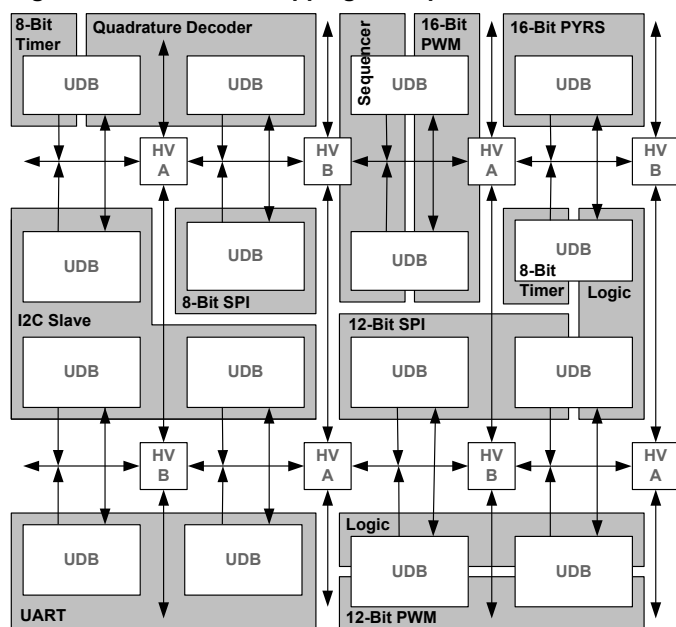 8-Bit
Timer
Quadrature Decoder
Sequencer
16-Bit
PWM
16-Bit PYRS
UDB
UDB
UDB
UDB
HV
A
HV
B
HV
A
HV
B
UDB
UDB
UDB
UDB
8-Bit SPI
I2C Slave
8-Bit
Timer
Logic
12-Bit SPI
UDB
UDB
UDB
UDB
HV
B
HV
A
HV
B
HV
A
Logic
UDB
UDB
UDB
UDB
UART
12-Bit PWM